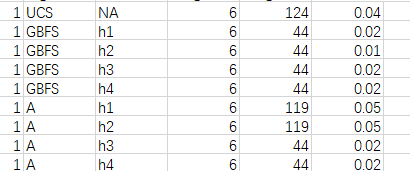 1 UCS NA 6 124 0.04
1 GBFS h1 6 44 0.02
1 GBFS h2 6 44 0.01
1 GBFS h3 6 44 0.02
1 GBFS h4 6 44 0.02
1 A h1 6 119 0.05
1 A h2 6 119 0.05
1 A h3 6 44 0.02
1 A h4 6 44 0.02